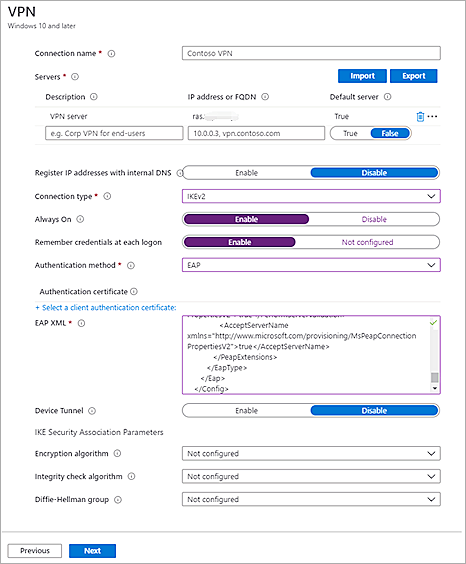 VPN
Windows 10 and later
Connection name * Contoso VPN
Servers * Import Export
Description IP address or FQDN Default server
VPN server ras. True
e.g. Corp VPN for end-users 10.0.0.3, vpn.contoso.com True False
Register IP addresses with internal DNS Enable Disable
Connection type * IKEv2
Always On Enable Disable
Remember credentials at each logon Enable Not configured
Authentication method * EAP
Authentication certificate
+ Select a client authentication certificate:
EAP XML *
<AcceptServerName
xmlns="http://www.microsoft.com/provisioning/MsPeapConnection
PropertiesV2">true</AcceptServerName>
</PeapExtensions>
</EapType>
</Eap>
</Config>
Device Tunnel Enable Disable
IKE Security Association Parameters
Encryption algorithm Not configured
Integrity check algorithm Not configured
Diffie-Hellman group Not configured
Previous Next